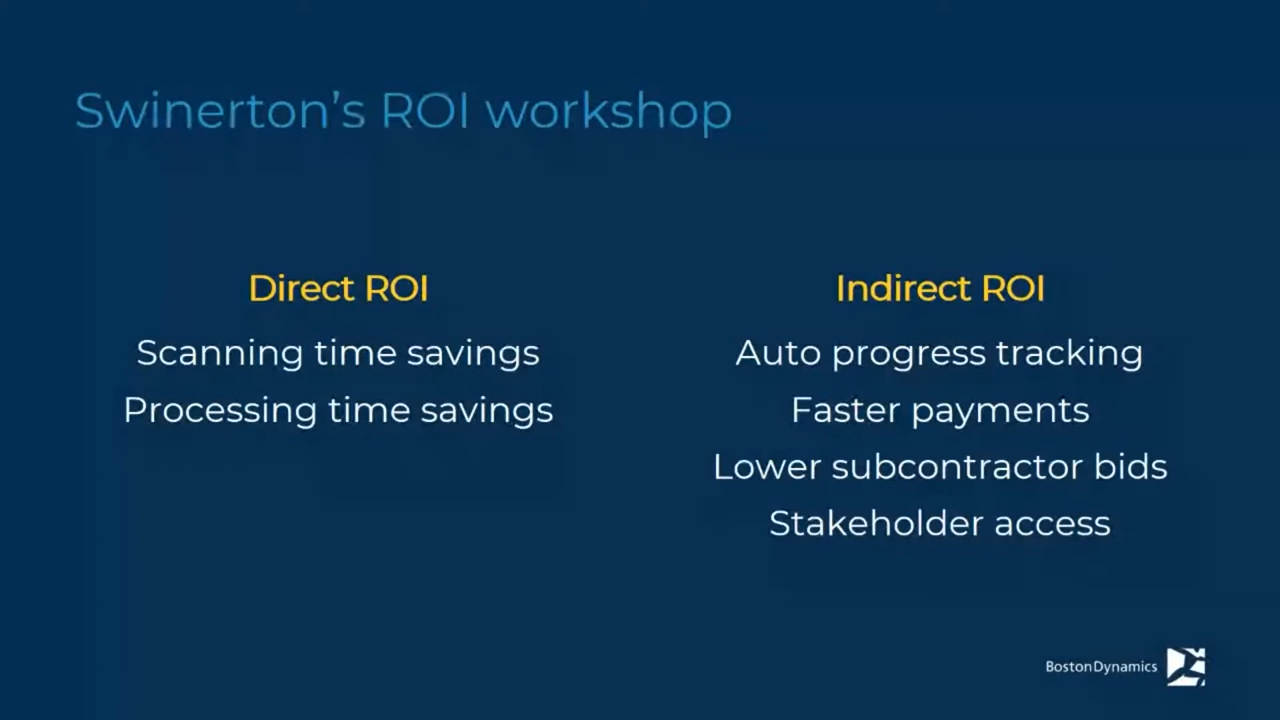 Swinerton’s ROI workshop
Direct ROI
Scanning time savings
Processing time savings
Indirect ROI
Auto progress tracking
Faster payments
Lower subcontractor bids
Stakeholder access
BostonDynamics